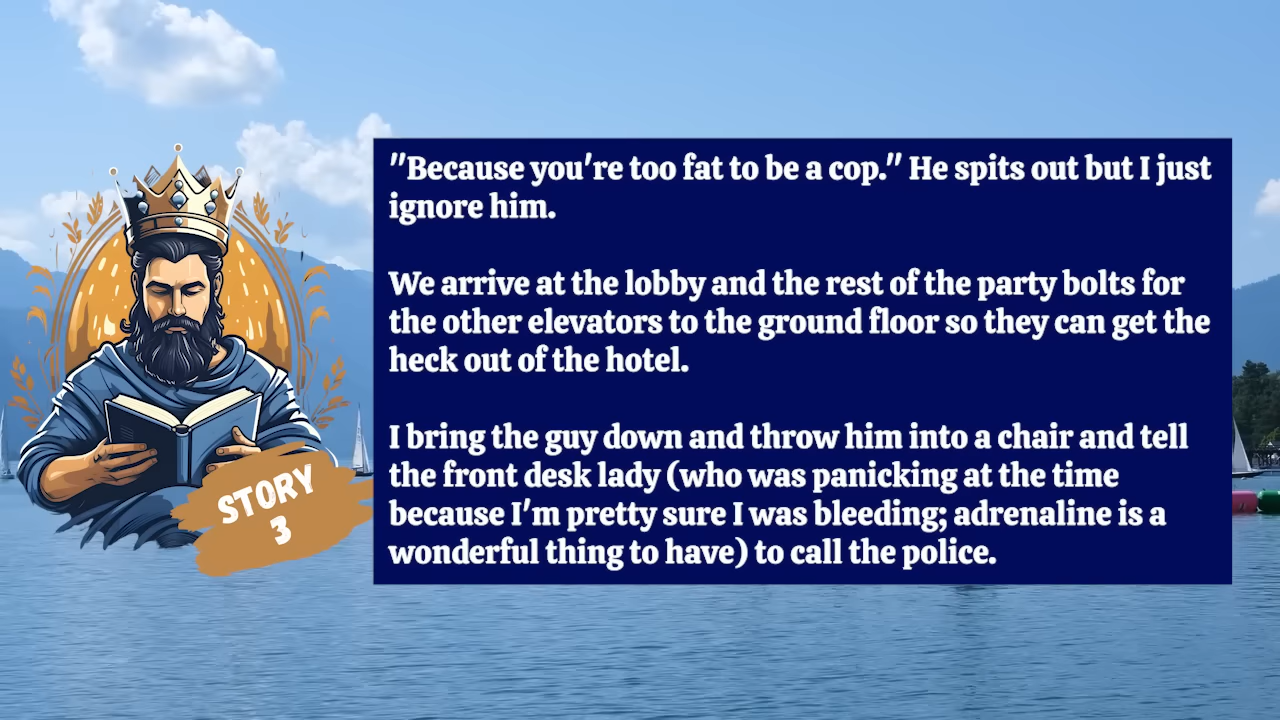 "Because you're too fat to be a cop." He spits out but I just
ignore him.
We arrive at the lobby and the rest of the party bolts for
the other elevators to the ground floor so they can get the
heck out of the hotel.
I bring the guy down and throw him into a chair and tell
the front desk lady (who was panicking at the time
because I'm pretty sure I was bleeding; adrenaline is a
wonderful thing to have) to call the police.
STORY
3